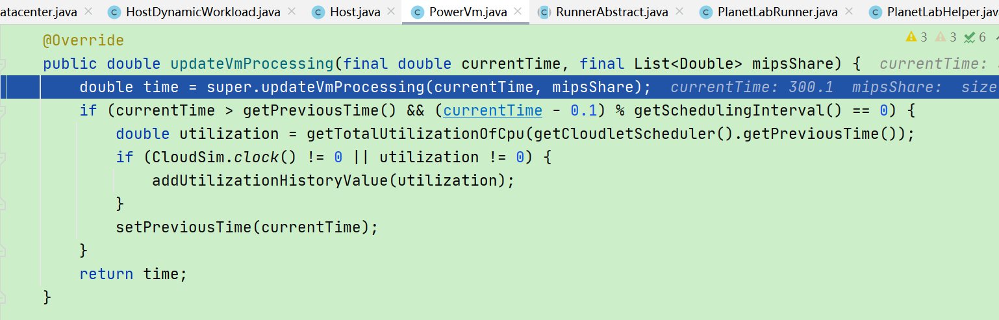 atacenter.java × HostDynamicWorkload.java × Host.java × PowerVm.java × RunnerAbstract.java × PlanetLabRunner.java × PlanetLabHelper.jav
@Override 3 3 6
public double updateVmProcessing(final double currentTime, final List<Double> mipsShare) { currentTime:
double time = super.updateVmProcessing(currentTime, mipsShare); currentTime: 300.1 mipsShare: size
if (currentTime > getPreviousTime() && (currentTime - 0.1) % getSchedulingInterval() == 0) {
double utilization = getTotalUtilizationOfCpu(getCloudletScheduler().getPreviousTime());
if (CloudSim.clock() != 0 || utilization != 0) {
addUtilizationHistoryValue(utilization);
}
setPreviousTime(currentTime);
}
return time;
}